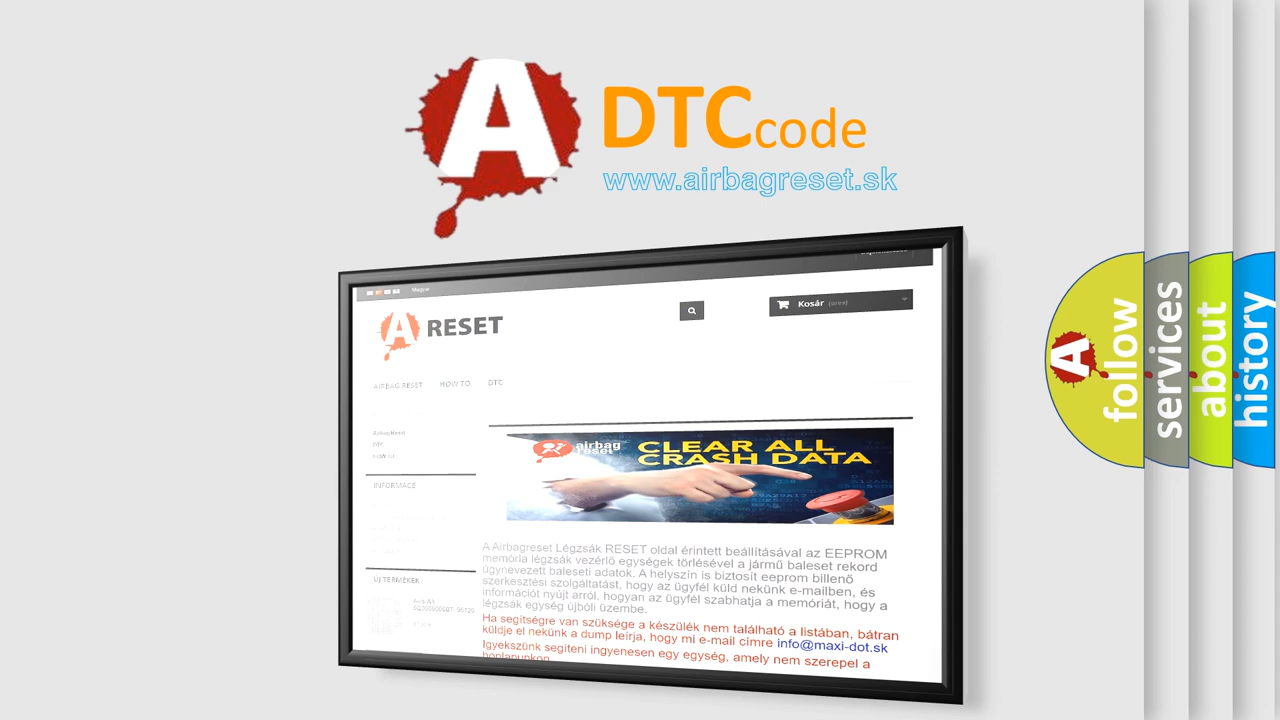 A DTCcode
www.airbagreset.sk
Magyar
A RESET
Kosár (üres)
AIRBAG RESET HOW TO DTC
Airbag Reset
DTC
INFORMACE
ÚJ TERMÉKEK
airbag
reset
CLEAR ALL
CRASH DATA
A Airbagreset Légzsák RESET oldal érintett beállításával az EEPROM
memória légzsák vezérlő egységek törlésével a jármű baleset rekord
úgynevezett baleseti adatok. A helyszín is biztosít eeprom billenő
szerkesztési szolgáltatást, hogy az ügyfél küld nekünk e-mailben, és
információt nyújt arról, hogyan az ügyfél szabhatja a memóriát, hogy a
légzsák egység újbóli üzembe.
Ha segítségre van szüksége a készülék nem található a listában, bátran
küldje el nekünk a dump leírja, hogy mi e-mail címre info@maxi-dot.sk
Igyekszünk segíteni ingyenesen egy egység, amely nem szerepel a
honlapunkon
A follow
services
about
history